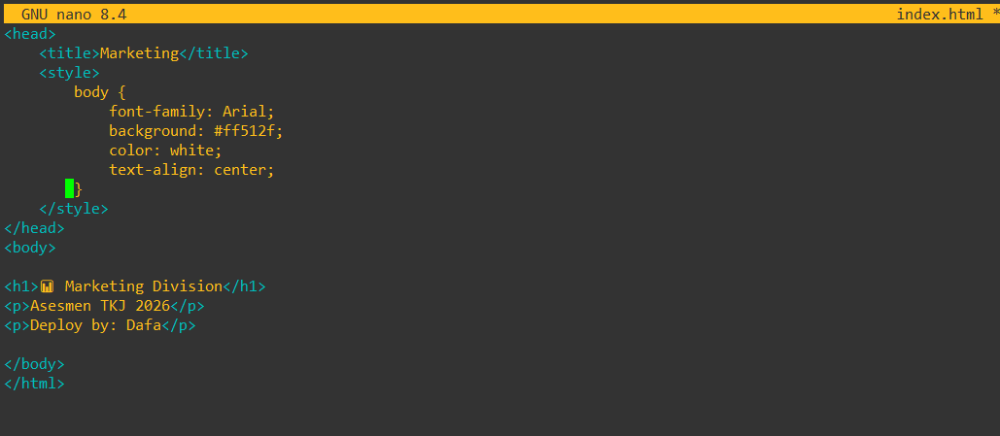 GNU nano 8.4 index.html *
<head>
    <title>Marketing</title>
    <style>
        body {
            font-family: Arial;
            background: #ff512f;
            color: white;
            text-align: center;
        }
    </style>
</head>
<body>

<h1>📊 Marketing Division</h1>
<p>Asesmen TKJ 2026</p>
<p>Deploy by: Dafa</p>

</body>
</html>